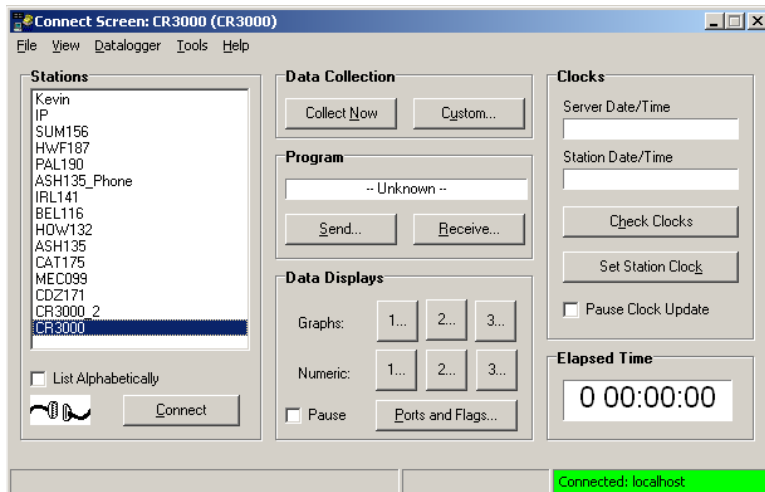 Connect Screen: CR3000 (CR3000)
File View Datalogger Tools Help
Stations
Kevin
IP
SUM156
HWF187
PAL190
ASH135_Phone
IRL141
BEL116
HOW132
ASH135
CAT175
MEC099
CDZ171
CR3000_2
CR3000
List Alphabetically
Connect
Data Collection
Collect Now Custom...
Program
-- Unknown --
Send... Receive...
Data Displays
Graphs: 1... 2... 3...
Numeric: 1... 2... 3...
Pause Ports and Flags...
Clocks
Server Date/Time
Station Date/Time
Check Clocks
Set Station Clock
Pause Clock Update
Elapsed Time
0 00:00:00
Connected: localhost